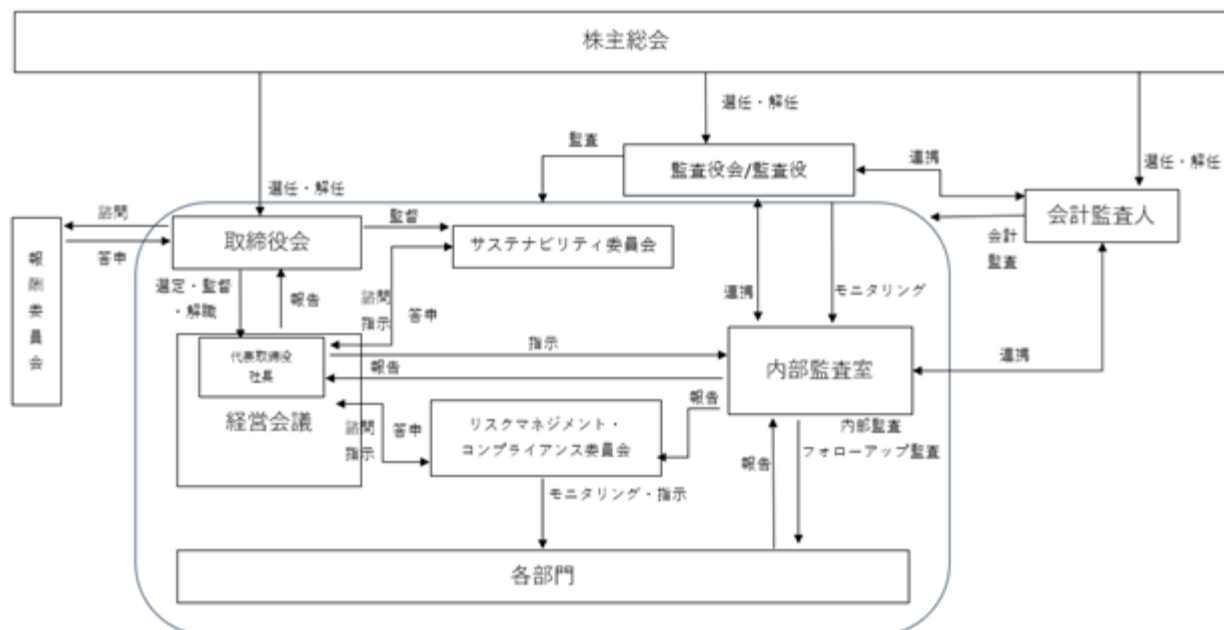 株主総会
選任・解任
監査
監査役会/監査役
連携
選任・解任
選任・解任
会計監査人
諮問
取締役会
監督
サステナビリティ委員会
会計
監査
答申
報
酬
委
員
会
選定・監督
・解職
報告
諮問
指示
答申
連携
モニタリング
代表取締役
社長
指示
内部監査室
連携
報告
経営会議
諮問
指示
答申
リスクマネジメント・
コンプライアンス委員会
報告
内部監査
フォローアップ監査
報告
モニタリング・指示
各部門